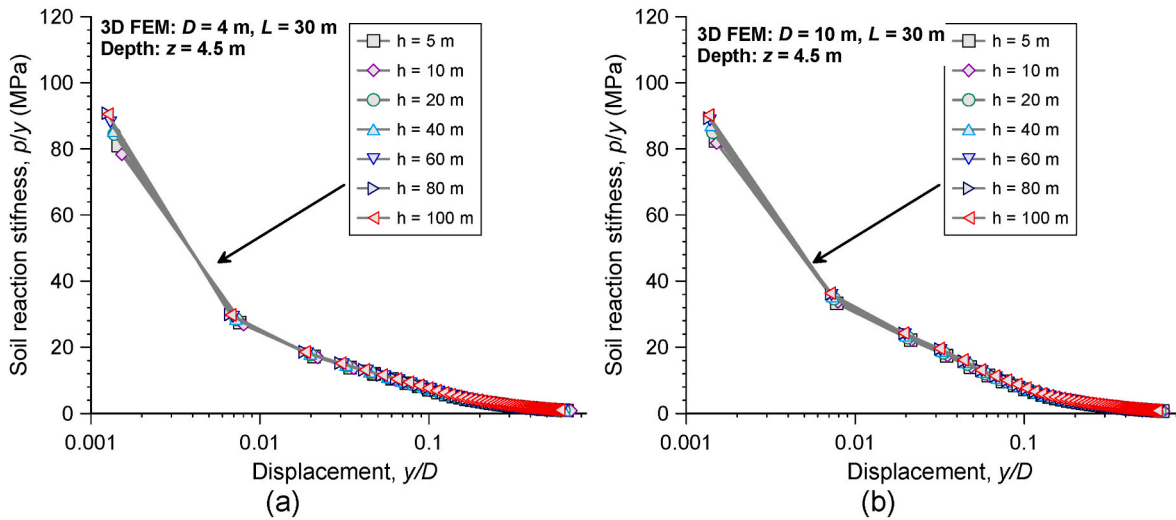 3D FEM: D = 4 m, L = 30 m
Depth: z = 4.5 m
h = 5 m
h = 10 m
h = 20 m
h = 40 m
h = 60 m
h = 80 m
h = 100 m
Soil reaction stifness, p/y (MPa)
120
100
80
60
40
20
0
0.001
0.01
0.1
Displacement, y/D
(a)
3D FEM: D = 10 m, L = 30 m
Depth: z = 4.5 m
h = 5 m
h = 10 m
h = 20 m
h = 40 m
h = 60 m
h = 80 m
h = 100 m
Soil reaction stifness, p/y (MPa)
120
100
80
60
40
20
0
0.001
0.01
0.1
Displacement, y/D
(b)